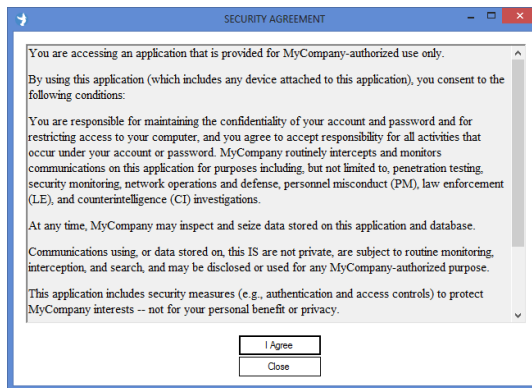 SECURITY AGREEMENT
You are accessing an application that is provided for MyCompany-authorized use only.
By using this application (which includes any device attached to this application), you consent to the
following conditions:
You are responsible for maintaining the confidentiality of your account and password and for
restricting access to your computer, and you agree to accept responsibility for all activities that
occur under your account or password. MyCompany routinely intercepts and monitors
communications on this application for purposes including, but not limited to, penetration testing,
security monitoring, network operations and defense, personnel misconduct (PM), law enforcement
(LE), and counterintelligence (CI) investigations.
At any time, MyCompany may inspect and seize data stored on this application and database.
Communications using, or data stored on, this IS are not private, are subject to routine monitoring,
interception, and search, and may be disclosed or used for any MyCompany-authorized purpose.
This application includes security measures (e.g., authentication and access controls) to protect
MyCompany interests -- not for your personal benefit or privacy.
I Agree
Close